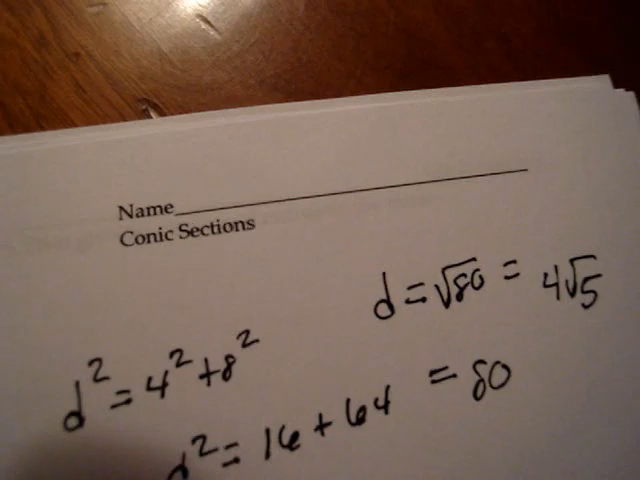 Name
Conic Sections
d = √80 = 4√5
d² = 4² + 8²
d² = 16 + 64 = 80